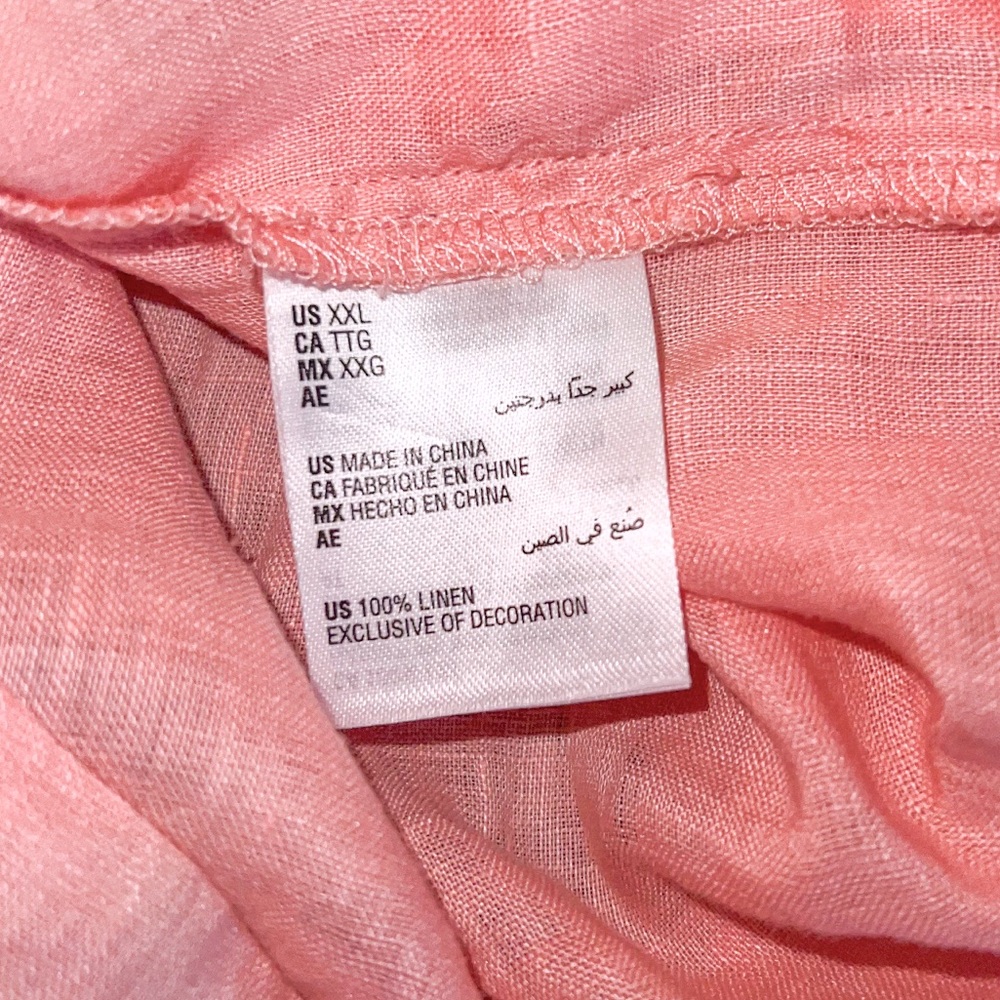 US XXL
CA TTG
MX XXG
AE
كبير جدًا بدرجتين
US MADE IN CHINA
CA FABRIQUÉ EN CHINE
MX HECHO EN CHINA
AE
صُنع في الصين
US 100% LINEN
EXCLUSIVE OF DECORATION